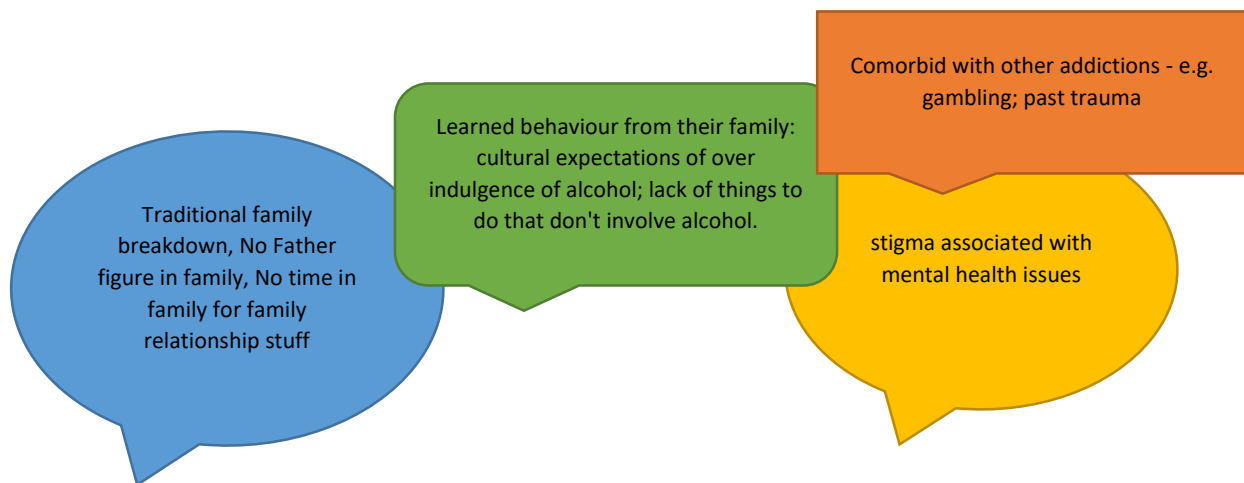 Traditional family
breakdown, No Father
figure in family, No time in
family for family
relationship stuff
Learned behaviour from their family:
cultural expectations of over
indulgence of alcohol; lack of things to
do that don't involve alcohol.
Comorbid with other addictions - e.g.
gambling; past trauma
stigma associated with
mental health issues